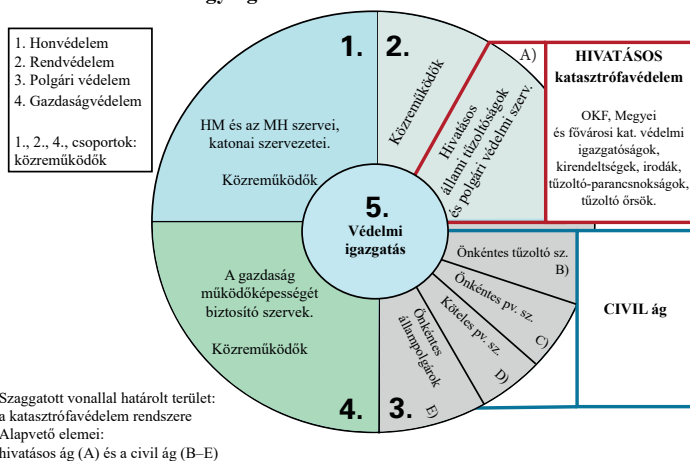 1. Honvédelem
2. Rendvédelem
3. Polgári védelem
4. Gazdaságvédelem
1., 2., 4., csoportok:
közreműködők
1.
HM és az MH szervei,
katonai szervezetei.
Közreműködők
2.
Közreműködők
A)
Hivatásos
állami tűzoltóságok
és polgári védelmi szerv.
HIVATÁSOS
katasztrófavédelem
OKF, Megyei
és fővárosi kat. védelmi
igazgatóságok,
kirendeltségek, irodák,
tűzoltó-parancsnokságok,
tűzoltó őrsök.
5.
Védelmi
igazgatás
A gazdaság
működőképességét
biztosító szervek.
Közreműködők
4.
3.
Önkéntes tűzoltó sz.
B)
Önkéntes pv. sz.
C)
Köteles pv. sz.
D)
Önkéntes
állampolgárok
E)
CIVIL ág
Szaggatott vonallal határolt terület:
a katasztrófavédelem rendszere
Alapvető elemei:
hivatásos ág (A) és a civil ág (B–E)